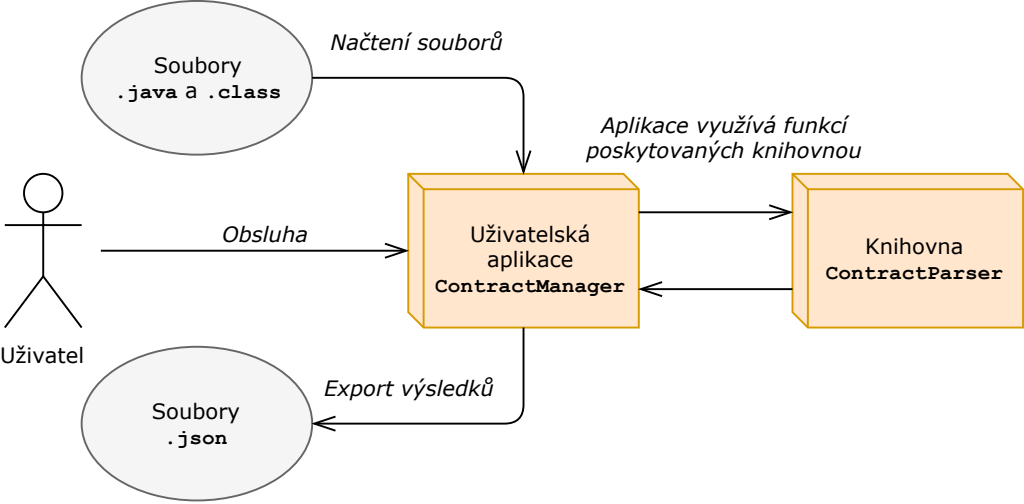 Načtení souborů
Soubory
.java a .class
Aplikace využívá funkcí
poskytovaných knihovnou
Obsluha
Uživatelská
aplikace
ContractManager
Knihovna
ContractParser
Uživatel
Export výsledků
Soubory
.json